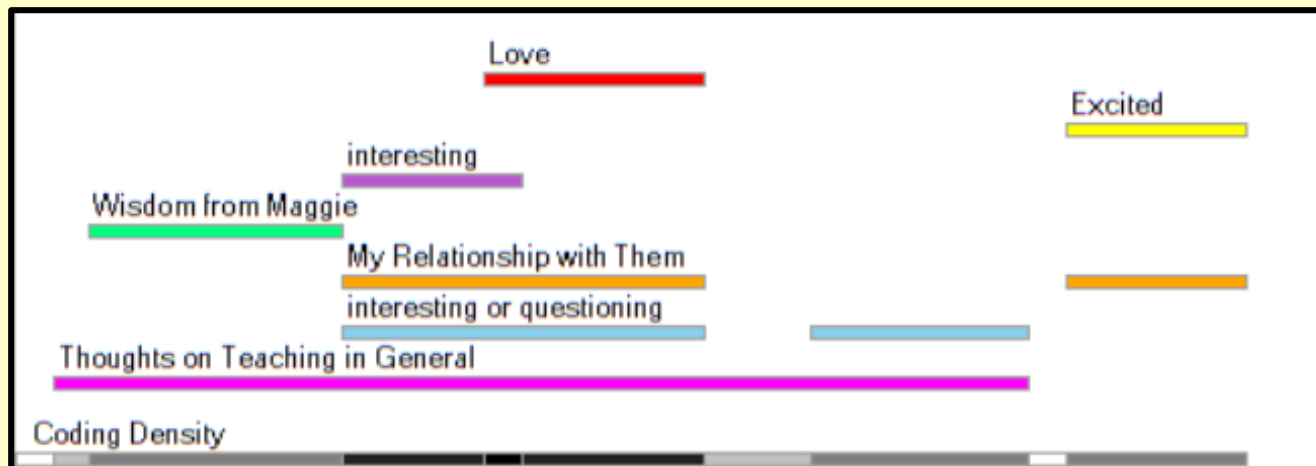 Love
Excited
interesting
Wisdom from Maggie
My Relationship with Them
interesting or questioning
Thoughts on Teaching in General
Coding Density